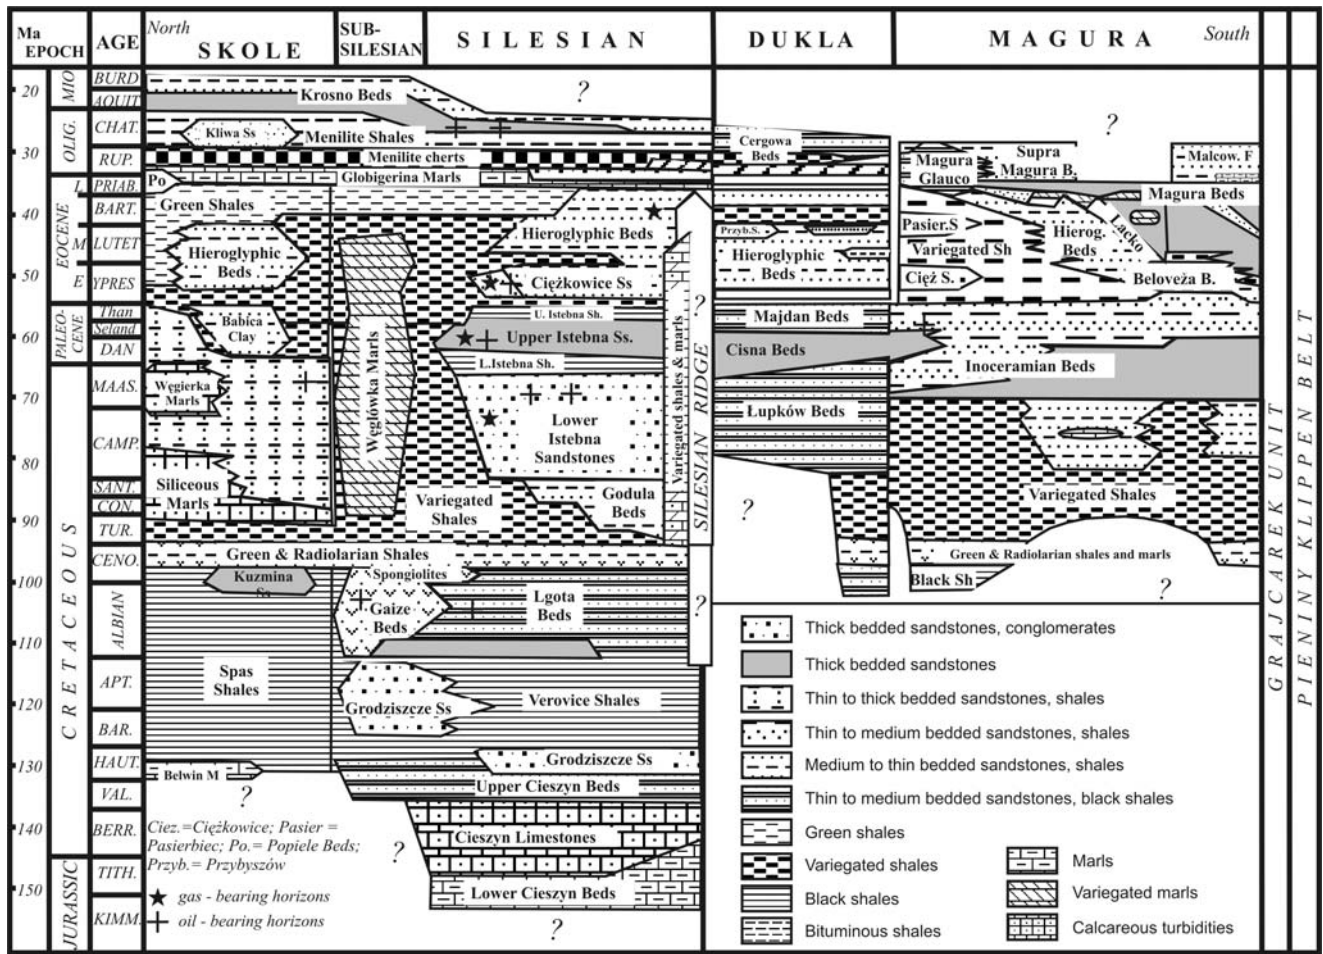 Ma
EPOCH
AGE
North
SKOLE
SUB-
SILESIAN
SILESIAN
DUKLA
MAGURA
South
20
30
40
50
60
70
80
90
100
110
120
130
140
150
MIO
OLIG.
EOCENE
L
M
E
PALEO-
CENE
CRETACEOUS
JURASSIC
BURD
AQUIT
CHAT.
RUP.
PRIAB.
BART.
LUTET
YPRES
Than
Seland
DAN
MAAS.
CAMP.
SANT.
CON.
TUR.
CENO.
ALBIAN
APT.
BAR.
HAUT.
VAL.
BERR.
TITH.
KIMM.
Krosno Beds
?
Kliwa Ss
Menilite Shales
Menilite cherts
Po
Globigerina Marls
Green Shales
Hieroglyphic
Beds
Babica
Clay
Węgierka
Marls
Siliceous
Marls
Węglówka Marls
Hieroglyphic Beds
Ciężkowice Ss
U. Istebna Sh.
Upper Istebna Ss.
L.Istebna Sh.
Lower
Istebna
Sandstones
Godula
Beds
Variegated
Shales
Variegated shales & marls
SILESIAN RIDGE
?
?
Green & Radiolarian Shales
Kuzmina
Ss
Spongiolites
Gaize
Beds
Lgota
Beds
Spas
Shales
Verovice Shales
Grodziszcze Ss
Grodziszcze Ss
Belwin M
?
Upper Cieszyn Beds
Cieszyn Limestones
Lower Cieszyn Beds
?
?
Cergowa
Beds
Przyb.S.
Hieroglyphic
Beds
Majdan Beds
Cisna Beds
Łupków Beds
?
?
Magura
Glauco
Supra
Magura B.
Malcow. F
Magura Beds
Pasier.S
Variegated Sh
Hierog.
Beds
Łącko
Cięż S.
Beloveža B.
Inoceramian Beds
Variegated Shales
Green & Radiolarian shales and marls
Black Sh
?
GRAJCAREK UNIT
PIENINY KLIPPEN BELT
Ciez.=Ciężkowice; Pasier =
Pasierbiec; Po.= Popiele Beds;
Przyb.= Przybyszów
gas - bearing horizons
oil - bearing horizons
Thick bedded sandstones, conglomerates
Thick bedded sandstones
Thin to thick bedded sandstones, shales
Thin to medium bedded sandstones, shales
Medium to thin bedded sandstones, shales
Thin to medium bedded sandstones, black shales
Green shales
Variegated shales
Black shales
Bituminous shales
Marls
Variegated marls
Calcareous turbidities